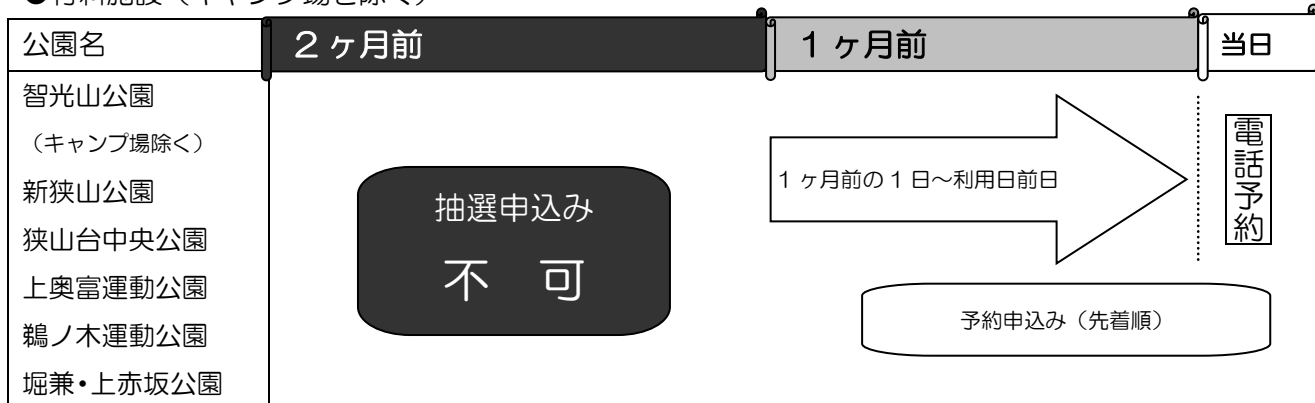 ●有料施設（キャンプ場を除く）
公園名
2ヶ月前
1ヶ月前
当日
智光山公園
（キャンプ場除く）
新狭山公園
狭山台中央公園
上奥富運動公園
鵜ノ木運動公園
堀兼・上赤坂公園
抽選申込み
不 可
1ヶ月前の1日～利用日前日
予約申込み（先着順）
電話予約